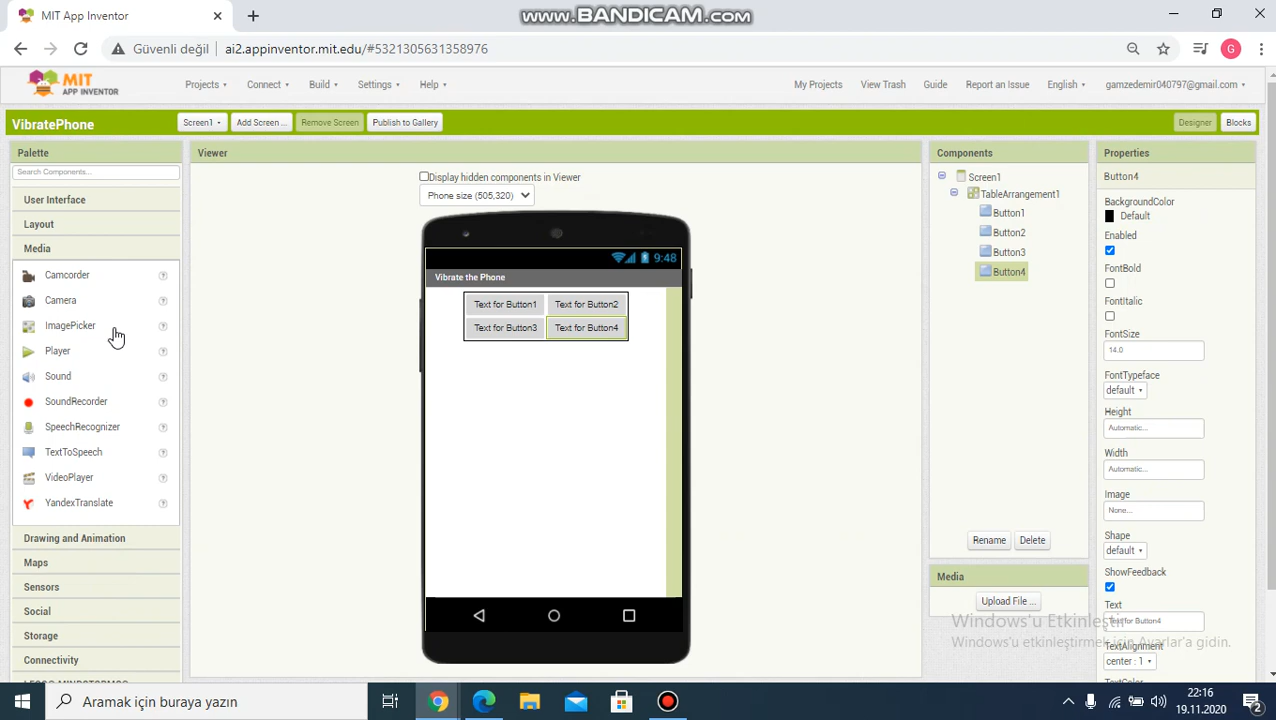 MIT App Inventor
www.BANDICAM.com
Güvenli değil
ai2.appinventor.mit.edu/#5321305631358976
G
MIT
APP INVENTOR
Projects
Connect
Build
Settings
Help
My Projects
View Trash
Guide
Report an Issue
English
gamzedemir040797@gmail.com
VibratePhone
Screen1
Add Screen ...
Remove Screen
Publish to Gallery
Designer
Blocks
Palette
Search Components...
User Interface
Layout
Media
Camcorder
Camera
ImagePicker
Player
Sound
SoundRecorder
SpeechRecognizer
TextToSpeech
VideoPlayer
YandexTranslate
Drawing and Animation
Maps
Sensors
Social
Storage
Connectivity
Viewer
Display hidden components in Viewer
Phone size (505,320)
9:48
Vibrate the Phone
Text for Button1
Text for Button2
Text for Button3
Text for Button4
Components
Screen1
TableArrangement1
Button1
Button2
Button3
Button4
Rename
Delete
Media
Upload File ...
Properties
Button4
BackgroundColor
Default
Enabled
FontBold
FontItalic
FontSize
14.0
FontTypeface
default
Height
Automatic...
Width
Automatic...
Image
None...
Shape
default
ShowFeedback
Text
Text for Button4
TextAlignment
center : 1
Windows'u Etkinleştir
Windows'u etkinleştirmek için Ayarlar'a gidin.
Aramak için buraya yazın
22:16
19.11.2020
2